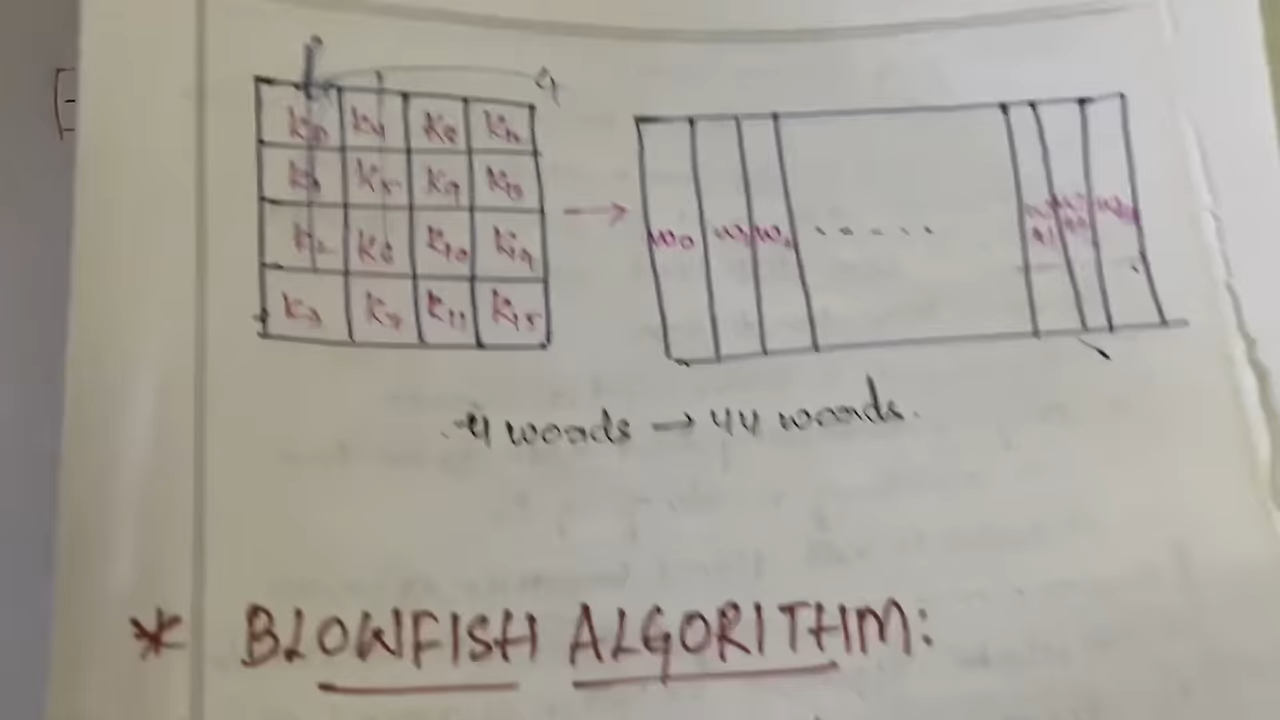 4
K0 K4 K8 K12
K1 K5 K9 K13
K2 K6 K10 K14
K3 K7 K11 K15
w0 w1 w2 ......
4 words → 44 words.
* BLOWFISH ALGORITHM: